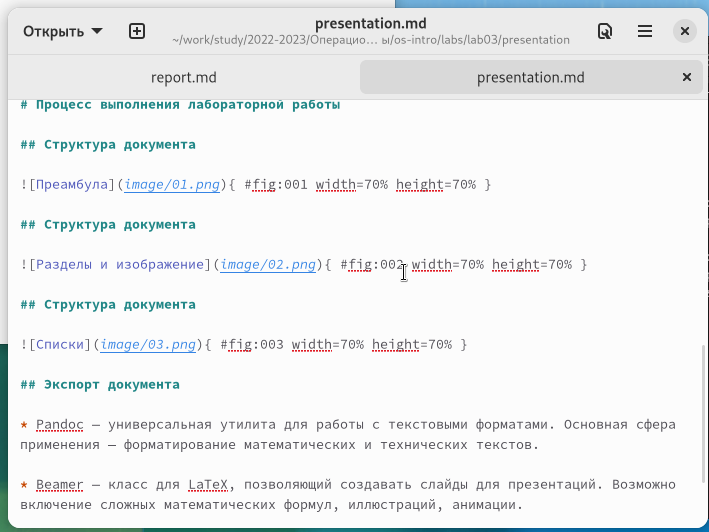 Открыть
presentation.md
~/work/study/2022-2023/Операцио… ы/os-intro/labs/lab03/presentation
report.md
presentation.md
# Процесс выполнения лабораторной работы
## Структура документа
![Преамбула](image/01.png){ #fig:001 width=70% height=70% }
## Структура документа
![Разделы и изображение](image/02.png){ #fig:002 width=70% height=70% }
## Структура документа
![Списки](image/03.png){ #fig:003 width=70% height=70% }
## Экспорт документа
* Pandoc — универсальная утилита для работы с текстовыми форматами. Основная сфера
применения — форматирование математических и технических текстов.
* Beamer — класс для LaTeX, позволяющий создавать слайды для презентаций. Возможно
включение сложных математических формул, иллюстраций, анимации.